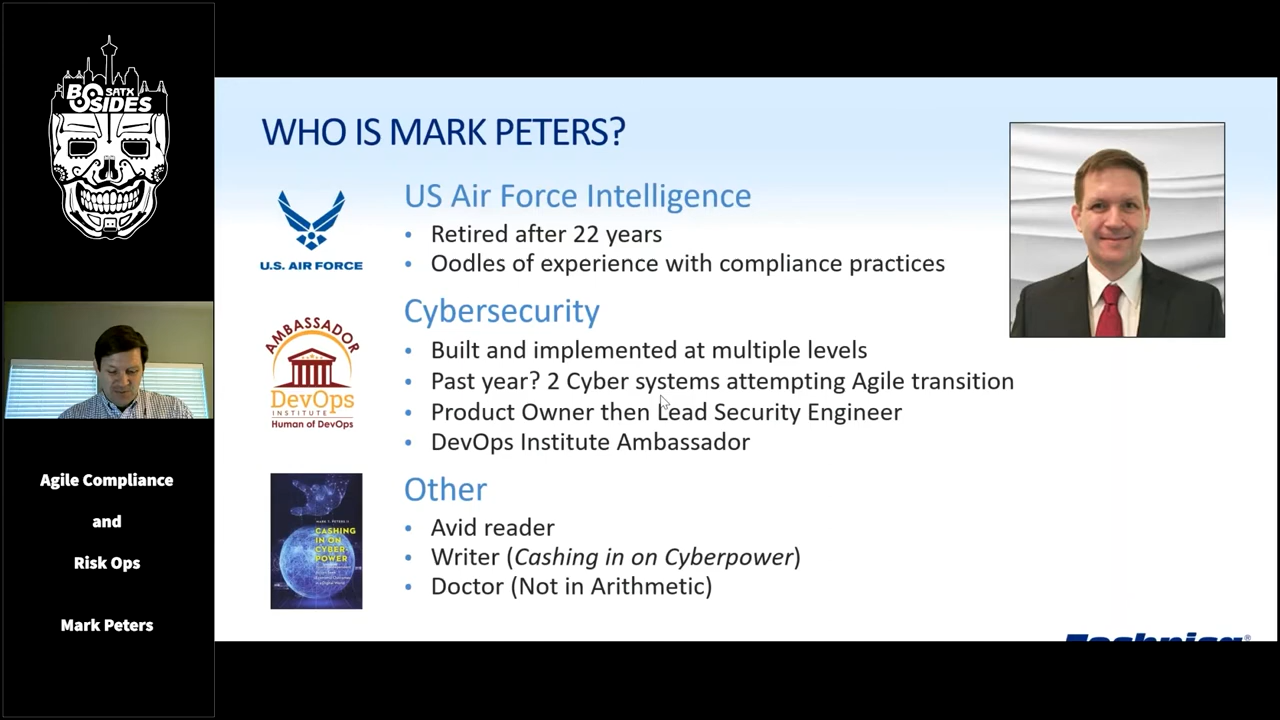 BSIDES
SATX
Agile Compliance
and
Risk Ops
Mark Peters
WHO IS MARK PETERS?
U.S. AIR FORCE
US Air Force Intelligence
• Retired after 22 years
• Oodles of experience with compliance practices
AMBASSADOR
DevOps
INSTITUTE
Human of DevOps
Cybersecurity
• Built and implemented at multiple levels
• Past year? 2 Cyber systems attempting Agile transition
• Product Owner then Lead Security Engineer
• DevOps Institute Ambassador
MARK T. PETERS II
CASHING
IN ON
CYBER
POWER
Other
• Avid reader
• Writer (Cashing in on Cyberpower)
• Doctor (Not in Arithmetic)